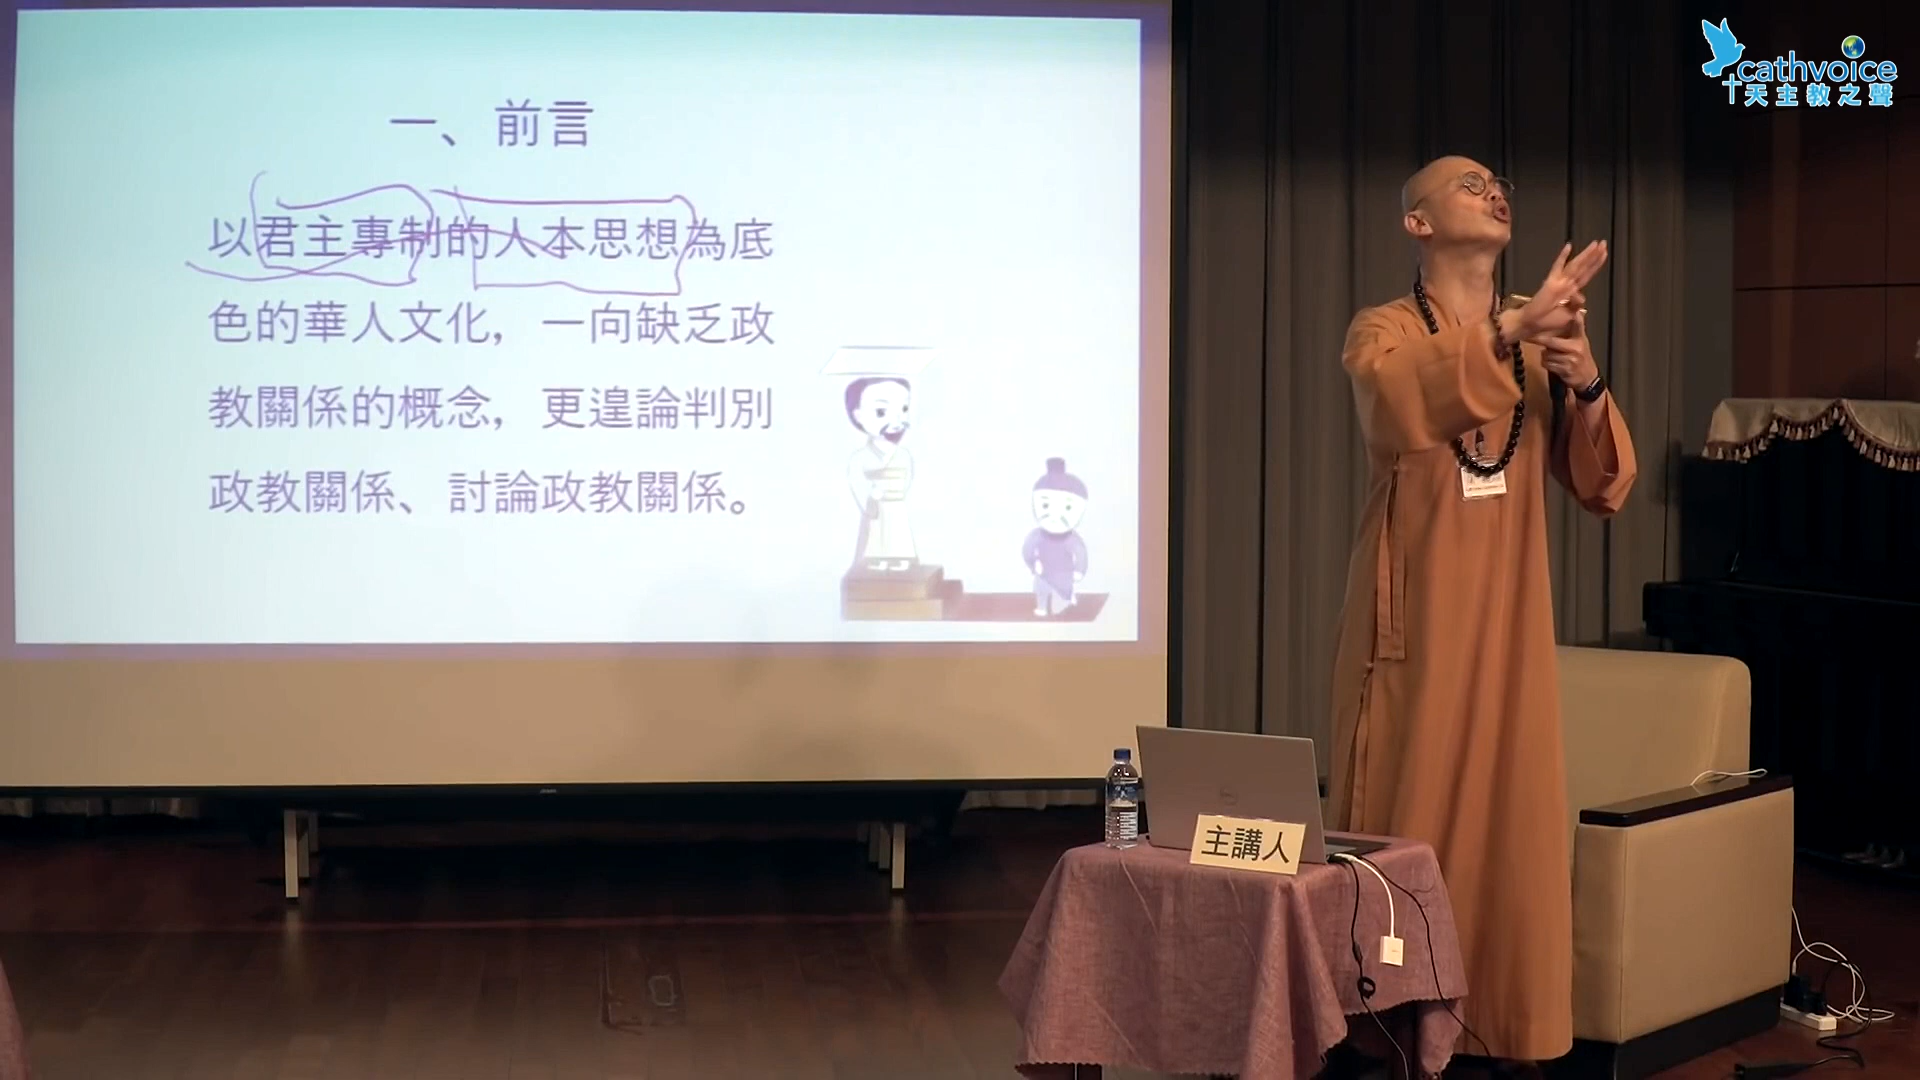 一、前言
以君主專制的人本思想為底
色的華人文化，一向缺乏政
教關係的概念，更遑論判別
政教關係、討論政教關係。
cathvoice
天主教之聲
主講人